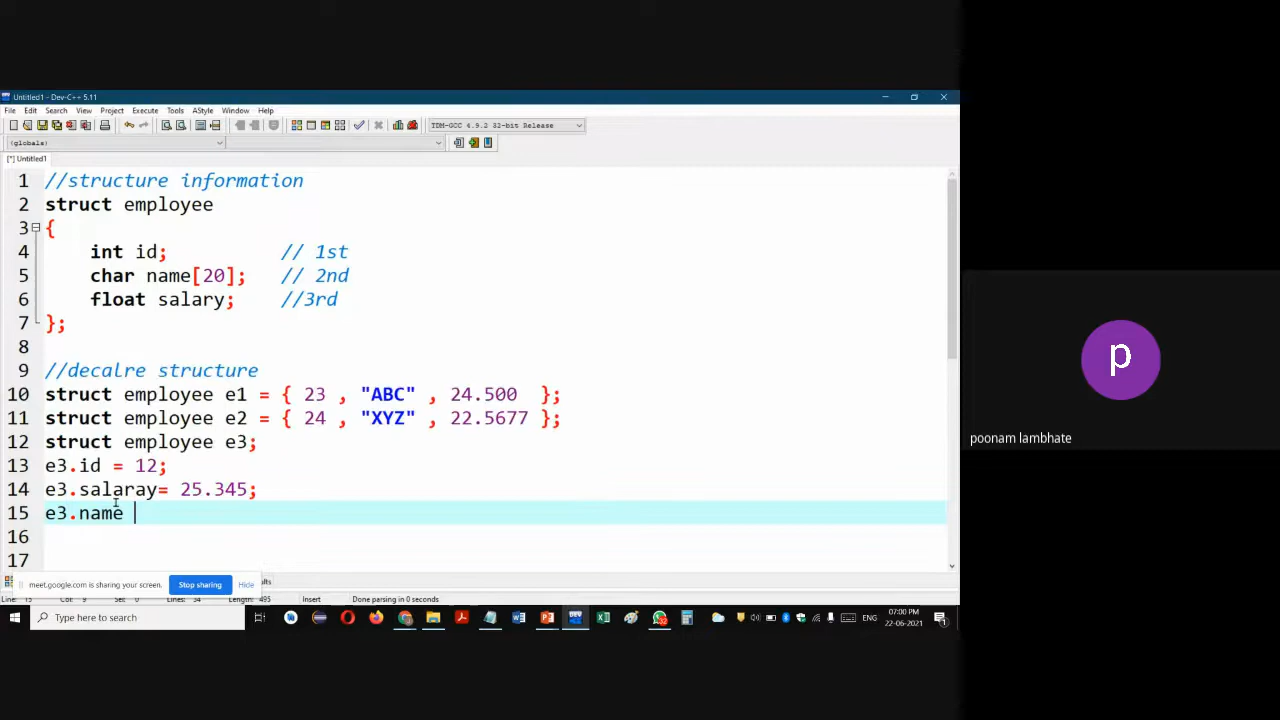 Untitled1 - Dev-C++ 5.11
File Edit Search View Project Execute Tools AStyle Window Help
TDM-GCC 4.9.2 32-bit Release
(globals)
[*] Untitled1
1 //structure information
2 struct employee
3 {
4 int id; // 1st
5 char name[20]; // 2nd
6 float salary; //3rd
7 };
8
9 //decalre structure
10 struct employee e1 = { 23 , "ABC" , 24.500 };
11 struct employee e2 = { 24 , "XYZ" , 22.5677 };
12 struct employee e3;
13 e3.id = 12;
14 e3.salaray= 25.345;
15 e3.name
16
17
p
poonam lambhate
meet.google.com is sharing your screen. Stop sharing Hide
Insert Done parsing in 0 seconds
Type here to search
ENG
07:00 PM
22-06-2021